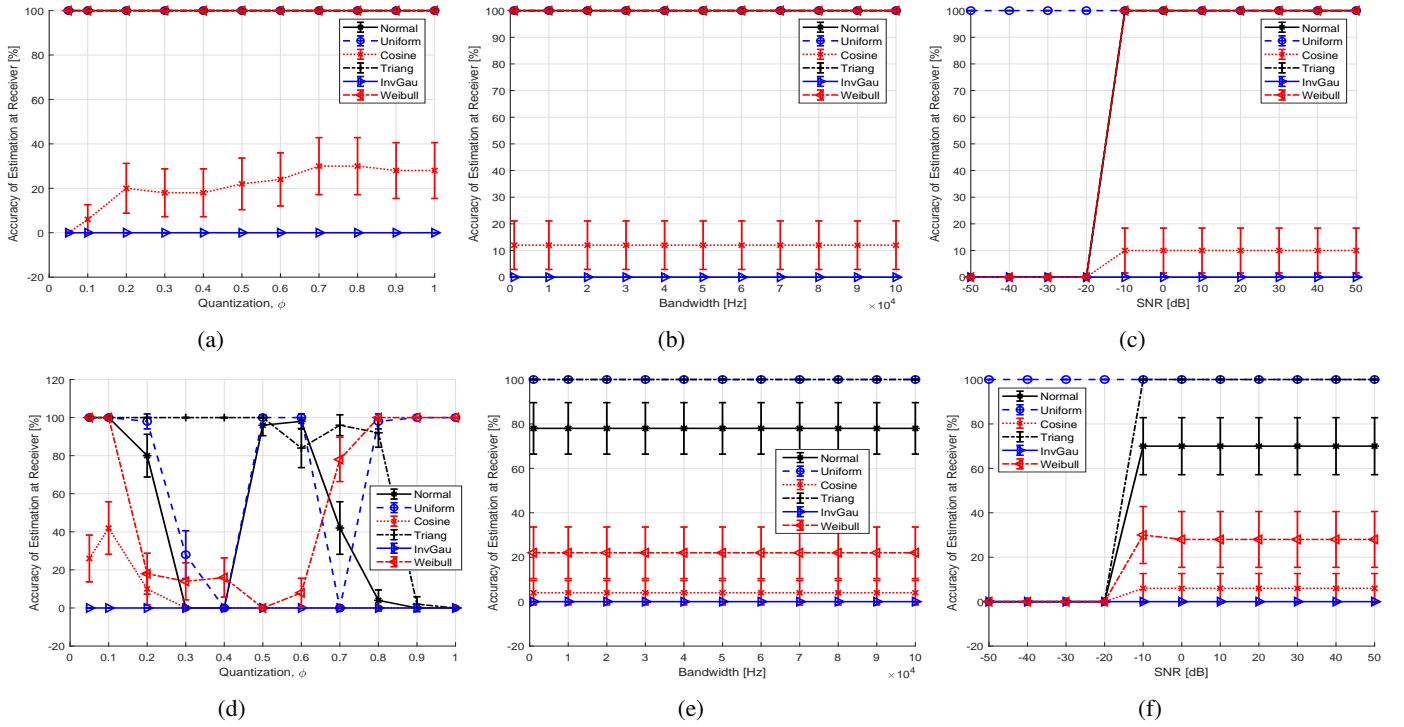 Accuracy of Estimation at Receiver [%]
100
80
60
40
20
0
-20
0 0.1 0.2 0.3 0.4 0.5 0.6 0.7 0.8 0.9 1
Quantization, ϕ
Normal
Uniform
Cosine
Triang
InvGau
Weibull
(a)
Accuracy of Estimation at Receiver [%]
100
90
80
70
60
50
40
30
20
10
0
0 1 2 3 4 5 6 7 8 9 10
Bandwidth [Hz]
×10⁴
Normal
Uniform
Cosine
Triang
InvGau
Weibull
(b)
Accuracy of Estimation at Receiver [%]
100
90
80
70
60
50
40
30
20
10
0
-50 -40 -30 -20 -10 0 10 20 30 40 50
SNR [dB]
Normal
Uniform
Cosine
Triang
InvGau
Weibull
(c)
Accuracy of Estimation at Receiver [%]
120
100
80
60
40
20
0
-20
0 0.1 0.2 0.3 0.4 0.5 0.6 0.7 0.8 0.9 1
Quantization, ϕ
Normal
Uniform
Cosine
Triang
InvGau
Weibull
(d)
Accuracy of Estimation at Receiver [%]
100
80
60
40
20
0
-20
0 1 2 3 4 5 6 7 8 9 10
Bandwidth [Hz]
×10⁴
Normal
Uniform
Cosine
Triang
InvGau
Weibull
(e)
Accuracy of Estimation at Receiver [%]
100
80
60
40
20
0
-20
-50 -40 -30 -20 -10 0 10 20 30 40 50
SNR [dB]
Normal
Uniform
Cosine
Triang
InvGau
Weibull
(f)